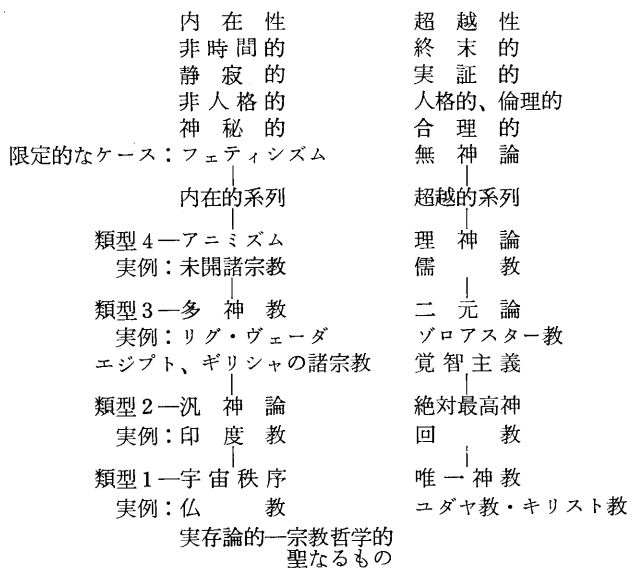 内在性　超越性
非時間的　終末的
静寂的　実証的
非人格的　人格的、倫理的
神秘的　合理的
限定的なケース：フェティシズム　無神論
内在的系列　超越的系列
類型4―アニミズム　理神論
実例：未開諸宗教　儒教
類型3―多神教　二元論
実例：リグ・ヴェーダ　ゾロアスター教
エジプト、ギリシャの諸宗教　覚智主義
類型2―汎神論　絶対最高神
実例：印度教　回教
類型1―宇宙秩序　唯一神教
実例：仏教　ユダヤ教・キリスト教
実存論的―宗教哲学的
聖なるもの